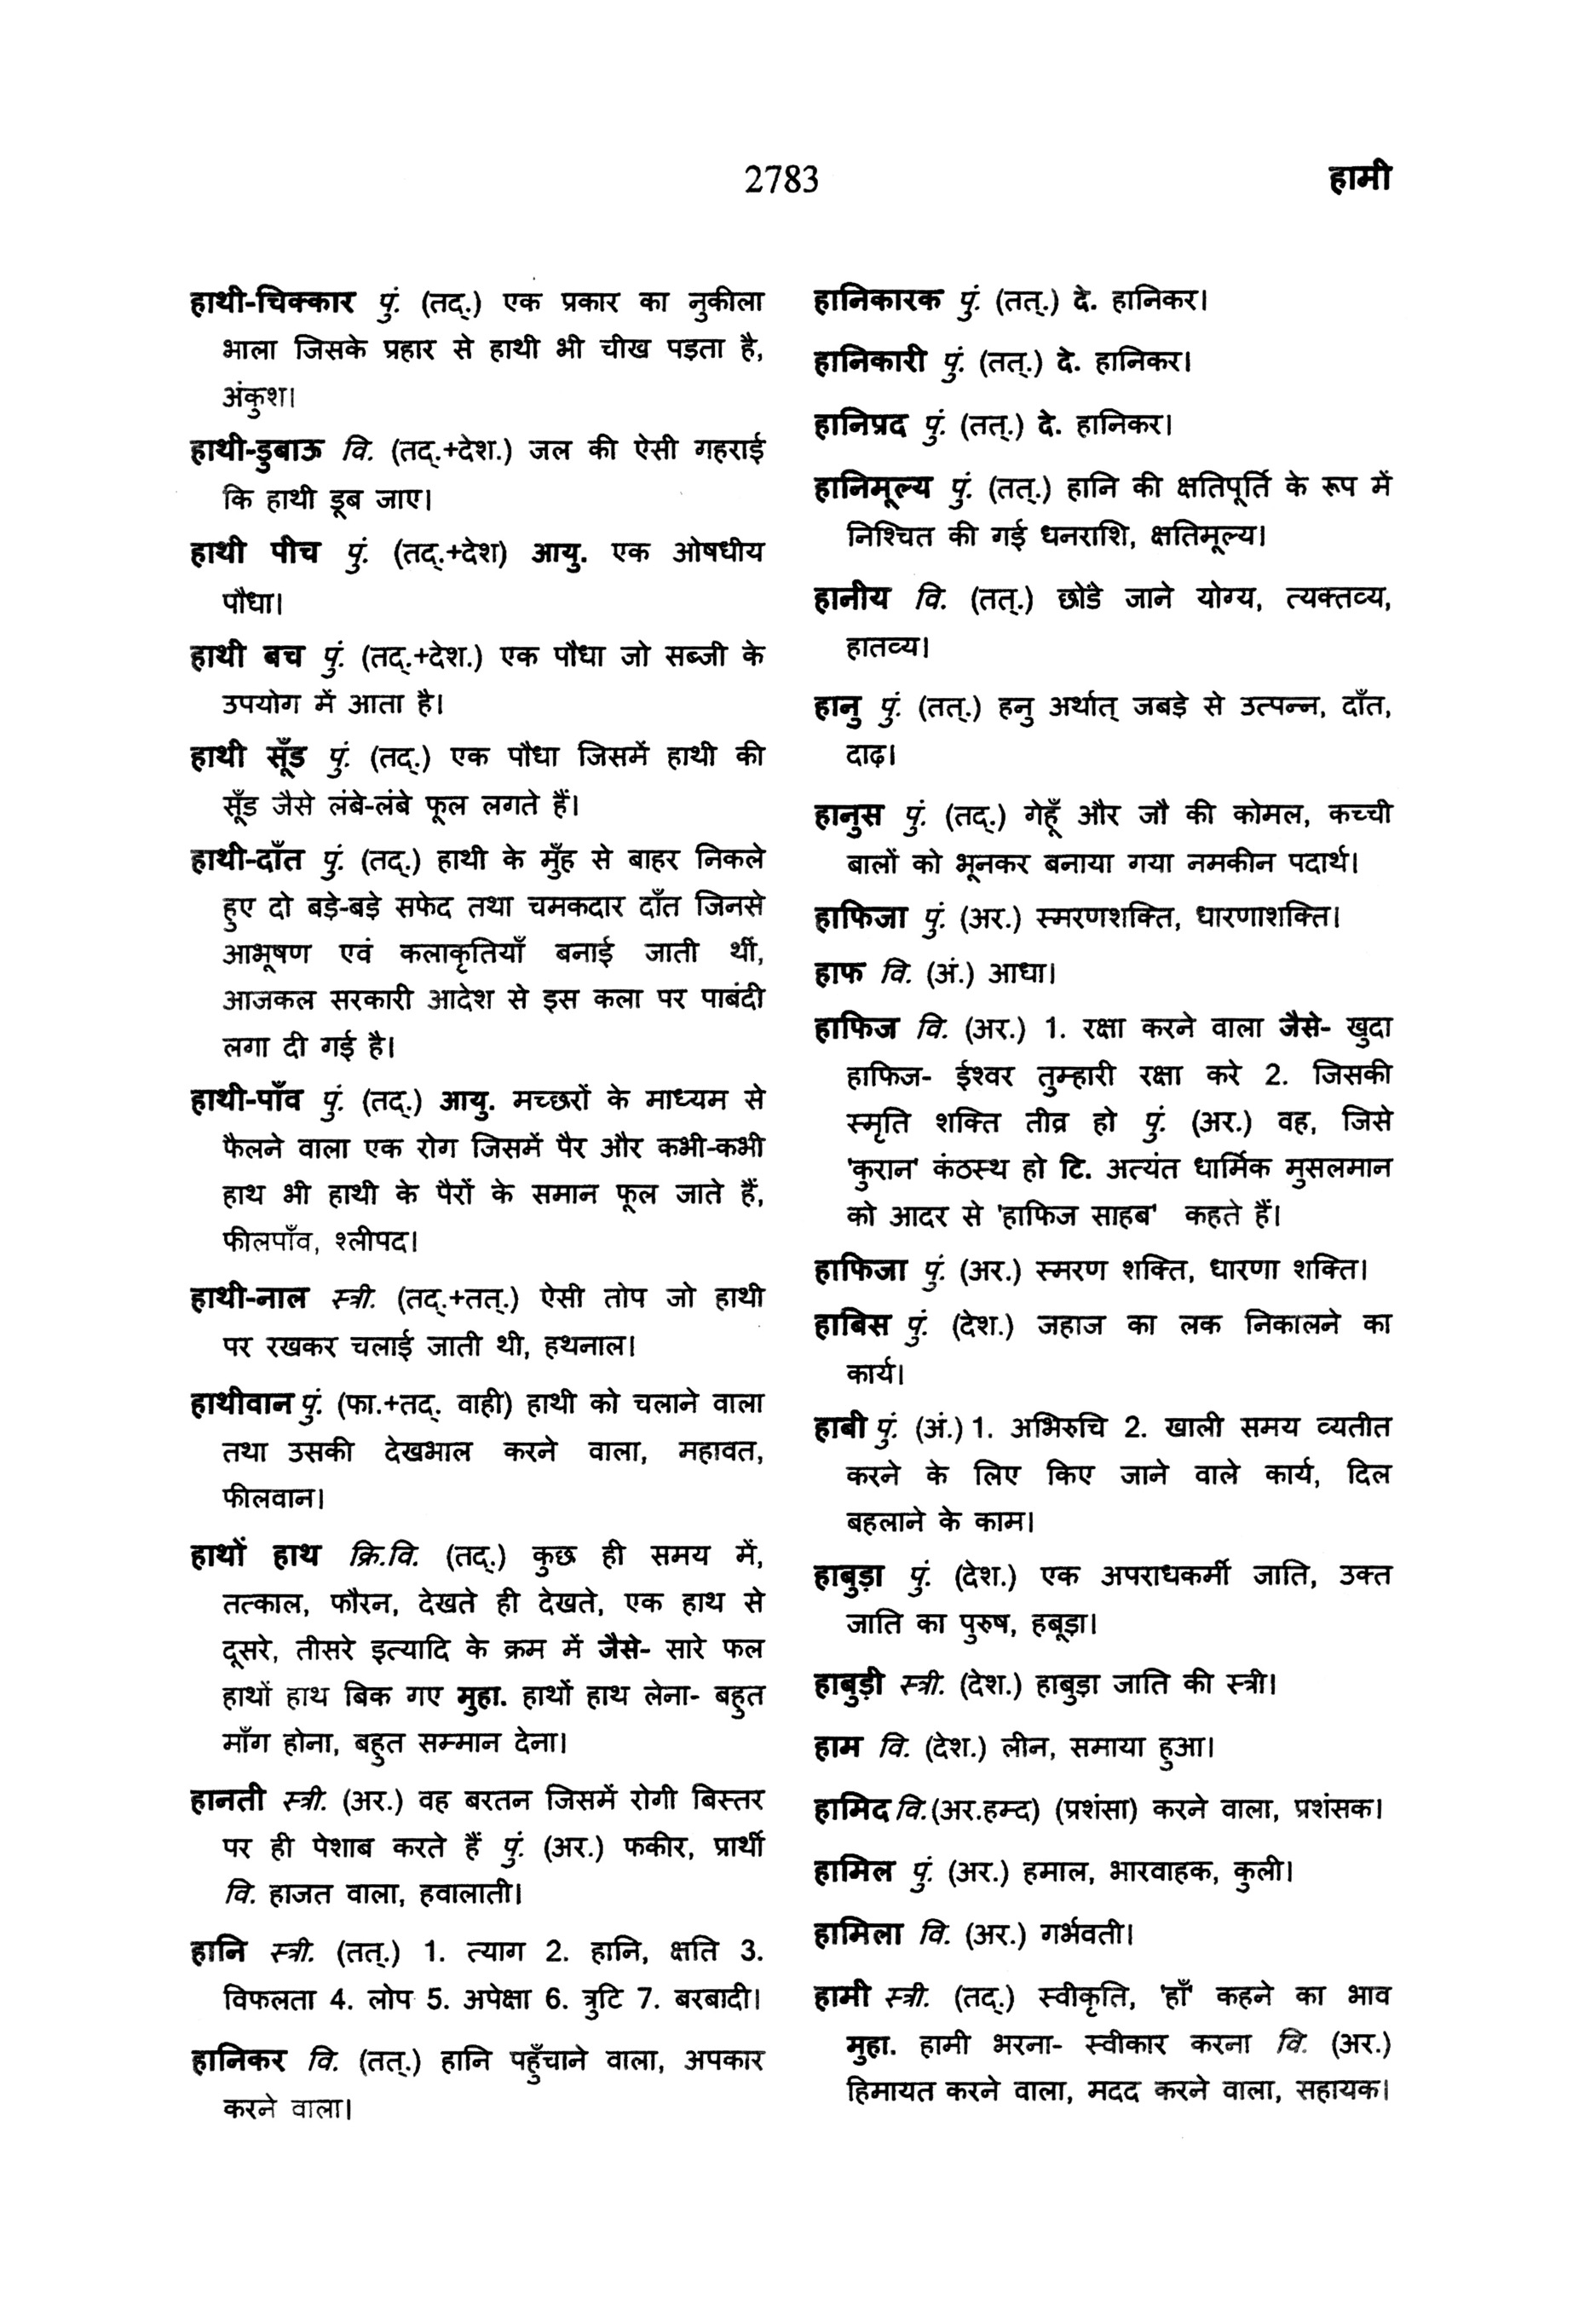 2783
हामी
हाथी-चिक्कार पुं. (तद्.) एक प्रकार का नुकीला
भाला जिसके प्रहार से हाथी भी चीख पड़ता है,
अंकुश।
हाथी-डुबाऊ वि. (तद्.+देश.) जल की ऐसी गहराई
कि हाथी डूब जाए।
हाथी पीच पुं. (तद्.+देश) आयु. एक ओषधीय
पौधा।
हाथी बच पुं. (तद्.+देश.) एक पौधा जो सब्जी के
उपयोग में आता है।
हाथी सूँड पुं. (तद्.) एक पौधा जिसमें हाथी की
सूँड जैसे लंबे-लंबे फूल लगते हैं।
हाथी-दाँत पुं. (तद्.) हाथी के मुँह से बाहर निकले
हुए दो बड़े-बड़े सफेद तथा चमकदार दाँत जिनसे
आभूषण एवं कलाकृतियाँ बनाई जाती थीं,
आजकल सरकारी आदेश से इस कला पर पाबंदी
लगा दी गई है।
हाथी-पाँव पुं. (तद्.) आयु. मच्छरों के माध्यम से
फैलने वाला एक रोग जिसमें पैर और कभी-कभी
हाथ भी हाथी के पैरों के समान फूल जाते हैं,
फीलपाँव, श्लीपद।
हाथी-नाल स्त्री. (तद्.+तत्.) ऐसी तोप जो हाथी
पर रखकर चलाई जाती थी, हथनाल।
हाथीवान पुं. (फा.+तद्. वाही) हाथी को चलाने वाला
तथा उसकी देखभाल करने वाला, महावत,
फीलवान।
हाथों हाथ क्रि.वि. (तद्.) कुछ ही समय में,
तत्काल, फौरन, देखते ही देखते, एक हाथ से
दूसरे, तीसरे इत्यादि के क्रम में जैसे- सारे फल
हाथों हाथ बिक गए मुहा. हाथों हाथ लेना- बहुत
माँग होना, बहुत सम्मान देना।
हानती स्त्री. (अर.) वह बरतन जिसमें रोगी बिस्तर
पर ही पेशाब करते हैं पुं. (अर.) फकीर, प्रार्थी
वि. हाजत वाला, हवालाती।
हानि स्त्री. (तत्.) 1. त्याग 2. हानि, क्षति 3.
विफलता 4. लोप 5. अपेक्षा 6. त्रुटि 7. बरबादी।
हानिकर वि. (तत्.) हानि पहुँचाने वाला, अपकार
करने वाला।
हानिकारक पुं. (तत्.) दे. हानिकर।
हानिकारी पुं. (तत्.) दे. हानिकर।
हानिप्रद पुं. (तत्.) दे. हानिकर।
हानिमूल्य पुं. (तत्.) हानि की क्षतिपूर्ति के रूप में
निश्चित की गई धनराशि, क्षतिमूल्य।
हानीय वि. (तत्.) छोंडे जाने योग्य, त्यक्तव्य,
हातव्य।
हानु पुं. (तत्.) हनु अर्थात् जबड़े से उत्पन्न, दाँत,
दाढ़।
हानुस पुं. (तद्.) गेहूँ और जौ की कोमल, कच्ची
बालों को भूनकर बनाया गया नमकीन पदार्थ।
हाफिजा पुं. (अर.) स्मरणशक्ति, धारणाशक्ति।
हाफ वि. (अं.) आधा।
हाफिज वि. (अर.) 1. रक्षा करने वाला जैसे- खुदा
हाफिज- ईश्वर तुम्हारी रक्षा करे 2. जिसकी
स्मृति शक्ति तीव्र हो पुं. (अर.) वह, जिसे
'कुरान' कंठस्थ हो टि. अत्यंत धार्मिक मुसलमान
को आदर से 'हाफिज साहब' कहते हैं।
हाफिजा पुं. (अर.) स्मरण शक्ति, धारणा शक्ति।
हाबिस पुं. (देश.) जहाज का लक निकालने का
कार्य।
हाबी पुं. (अं.) 1. अभिरुचि 2. खाली समय व्यतीत
करने के लिए किए जाने वाले कार्य, दिल
बहलाने के काम।
हाबुड़ा पुं. (देश.) एक अपराधकर्मी जाति, उक्त
जाति का पुरुष, हबूड़ा।
हाबुड़ी स्त्री. (देश.) हाबुड़ा जाति की स्त्री।
हाम वि. (देश.) लीन, समाया हुआ।
हामिद वि.(अर.हम्द) (प्रशंसा) करने वाला, प्रशंसक।
हामिल पुं. (अर.) हमाल, भारवाहक, कुली।
हामिला वि. (अर.) गर्भवती।
हामी स्त्री. (तद्.) स्वीकृति, 'हाँ' कहने का भाव
मुहा. हामी भरना- स्वीकार करना वि. (अर.)
हिमायत करने वाला, मदद करने वाला, सहायक।